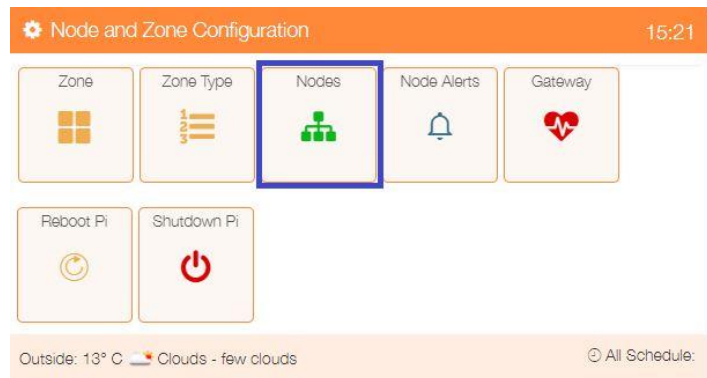 Node and Zone Configuration 15:21
Zone Zone Type Nodes Node Alerts Gateway
1
2
3
Reboot Pi Shutdown Pi
Outside: 13° C Clouds - few clouds All Schedule: